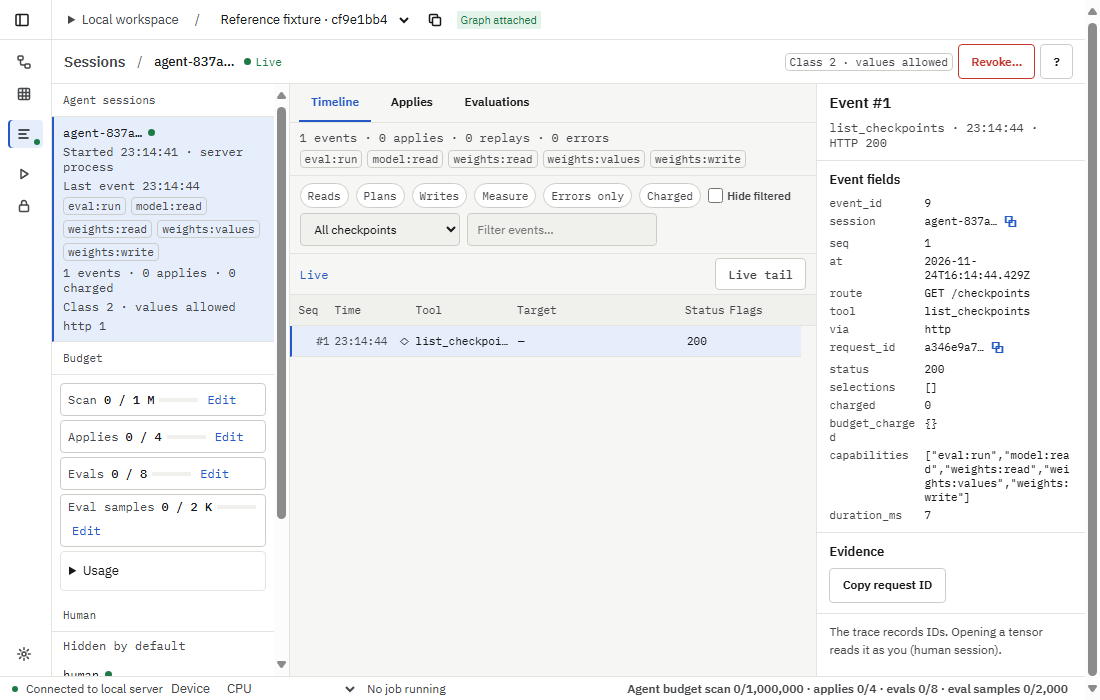 Local workspace / Reference fixture · cf9e1bb4 Graph attached
Sessions / agent-837a… Live Class 2 · values allowed Revoke… ?
Agent sessions
agent-837a…
Started 23:14:41 · server
process
Last event 23:14:44
eval:run model:read
weights:read weights:values
weights:write
1 events · 0 applies · 0
charged
Class 2 · values allowed
http 1
Budget
Scan 0 / 1 M Edit
Applies 0 / 4 Edit
Evals 0 / 8 Edit
Eval samples 0 / 2 K
Edit
Usage
Human
Hidden by default
human
Timeline Applies Evaluations
1 events · 0 applies · 0 replays · 0 errors
eval:run model:read weights:read weights:values weights:write
Reads Plans Writes Measure Errors only Charged Hide filtered
All checkpoints Filter events…
Live Live tail
Seq Time Tool Target Status Flags
#1 23:14:44 ◇ list_checkpoi… — 200
Event #1
list_checkpoints · 23:14:44 ·
HTTP 200
Event fields
event_id 9
session agent-837a…
seq 1
at 2026-11-
24T16:14:44.429Z
route GET /checkpoints
tool list_checkpoints
via http
request_id a346e9a7…
status 200
selections []
charged 0
budget_charge {}
d
capabilities ["eval:run","model:rea
d","weights:read","wei
ghts:values","weights:
write"]
duration_ms 7
Evidence
Copy request ID
The trace records IDs. Opening a tensor
reads it as you (human session).
Connected to local server Device CPU No job running Agent budget scan 0/1,000,000 · applies 0/4 · evals 0/8 · eval samples 0/2,000